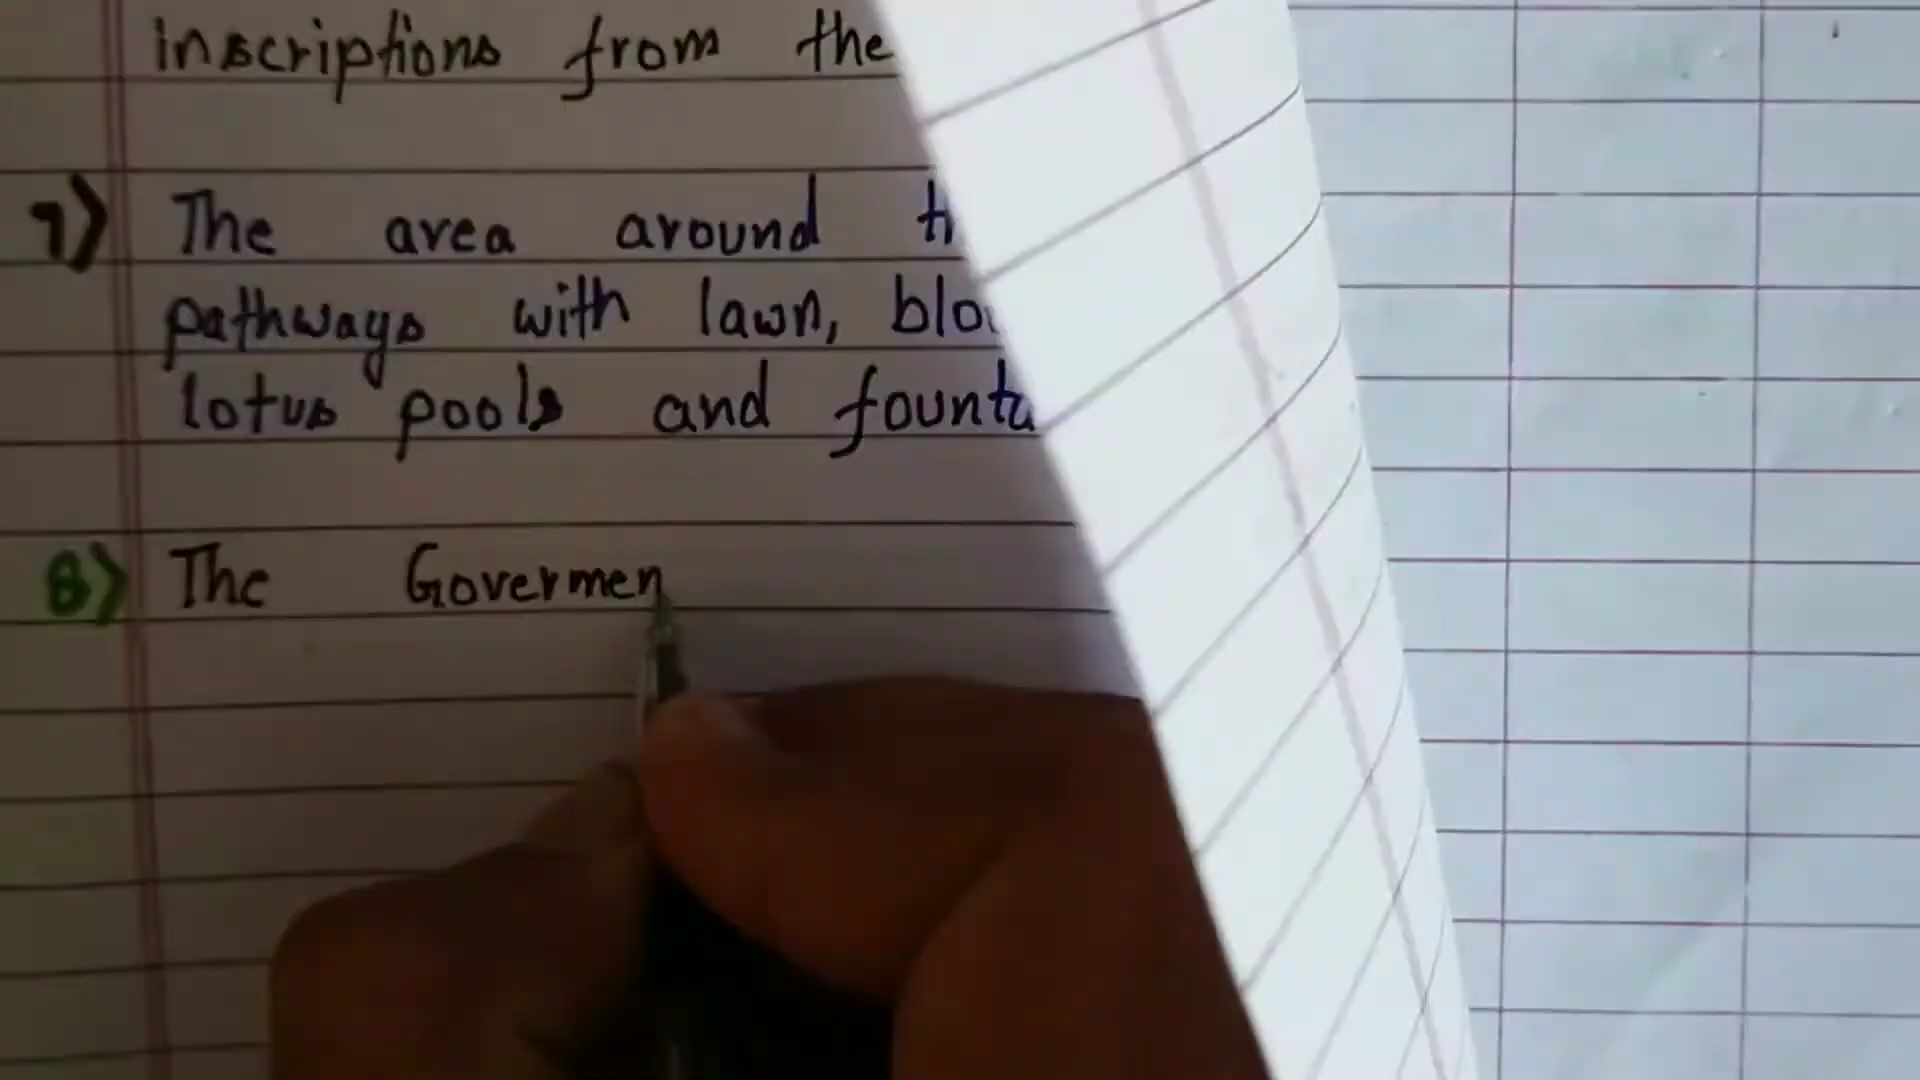 inscriptions from the
7) The area around
pathways with lawn,
lotus pools and
8) The Govermen